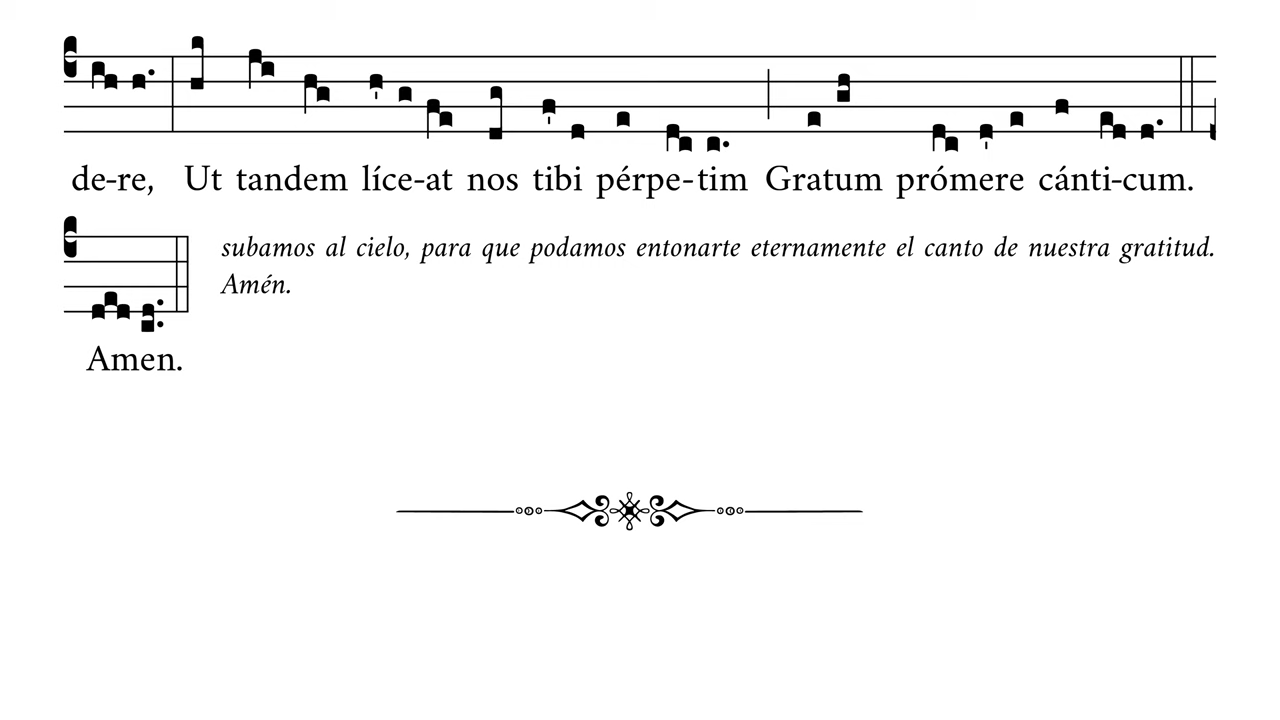 de-re, Ut tandem líce-at nos tibi pérpe-tim Gratum prómere cánti-cum.
subamos al cielo, para que podamos entonarte eternamente el canto de nuestra gratitud.
Amén.
Amen.